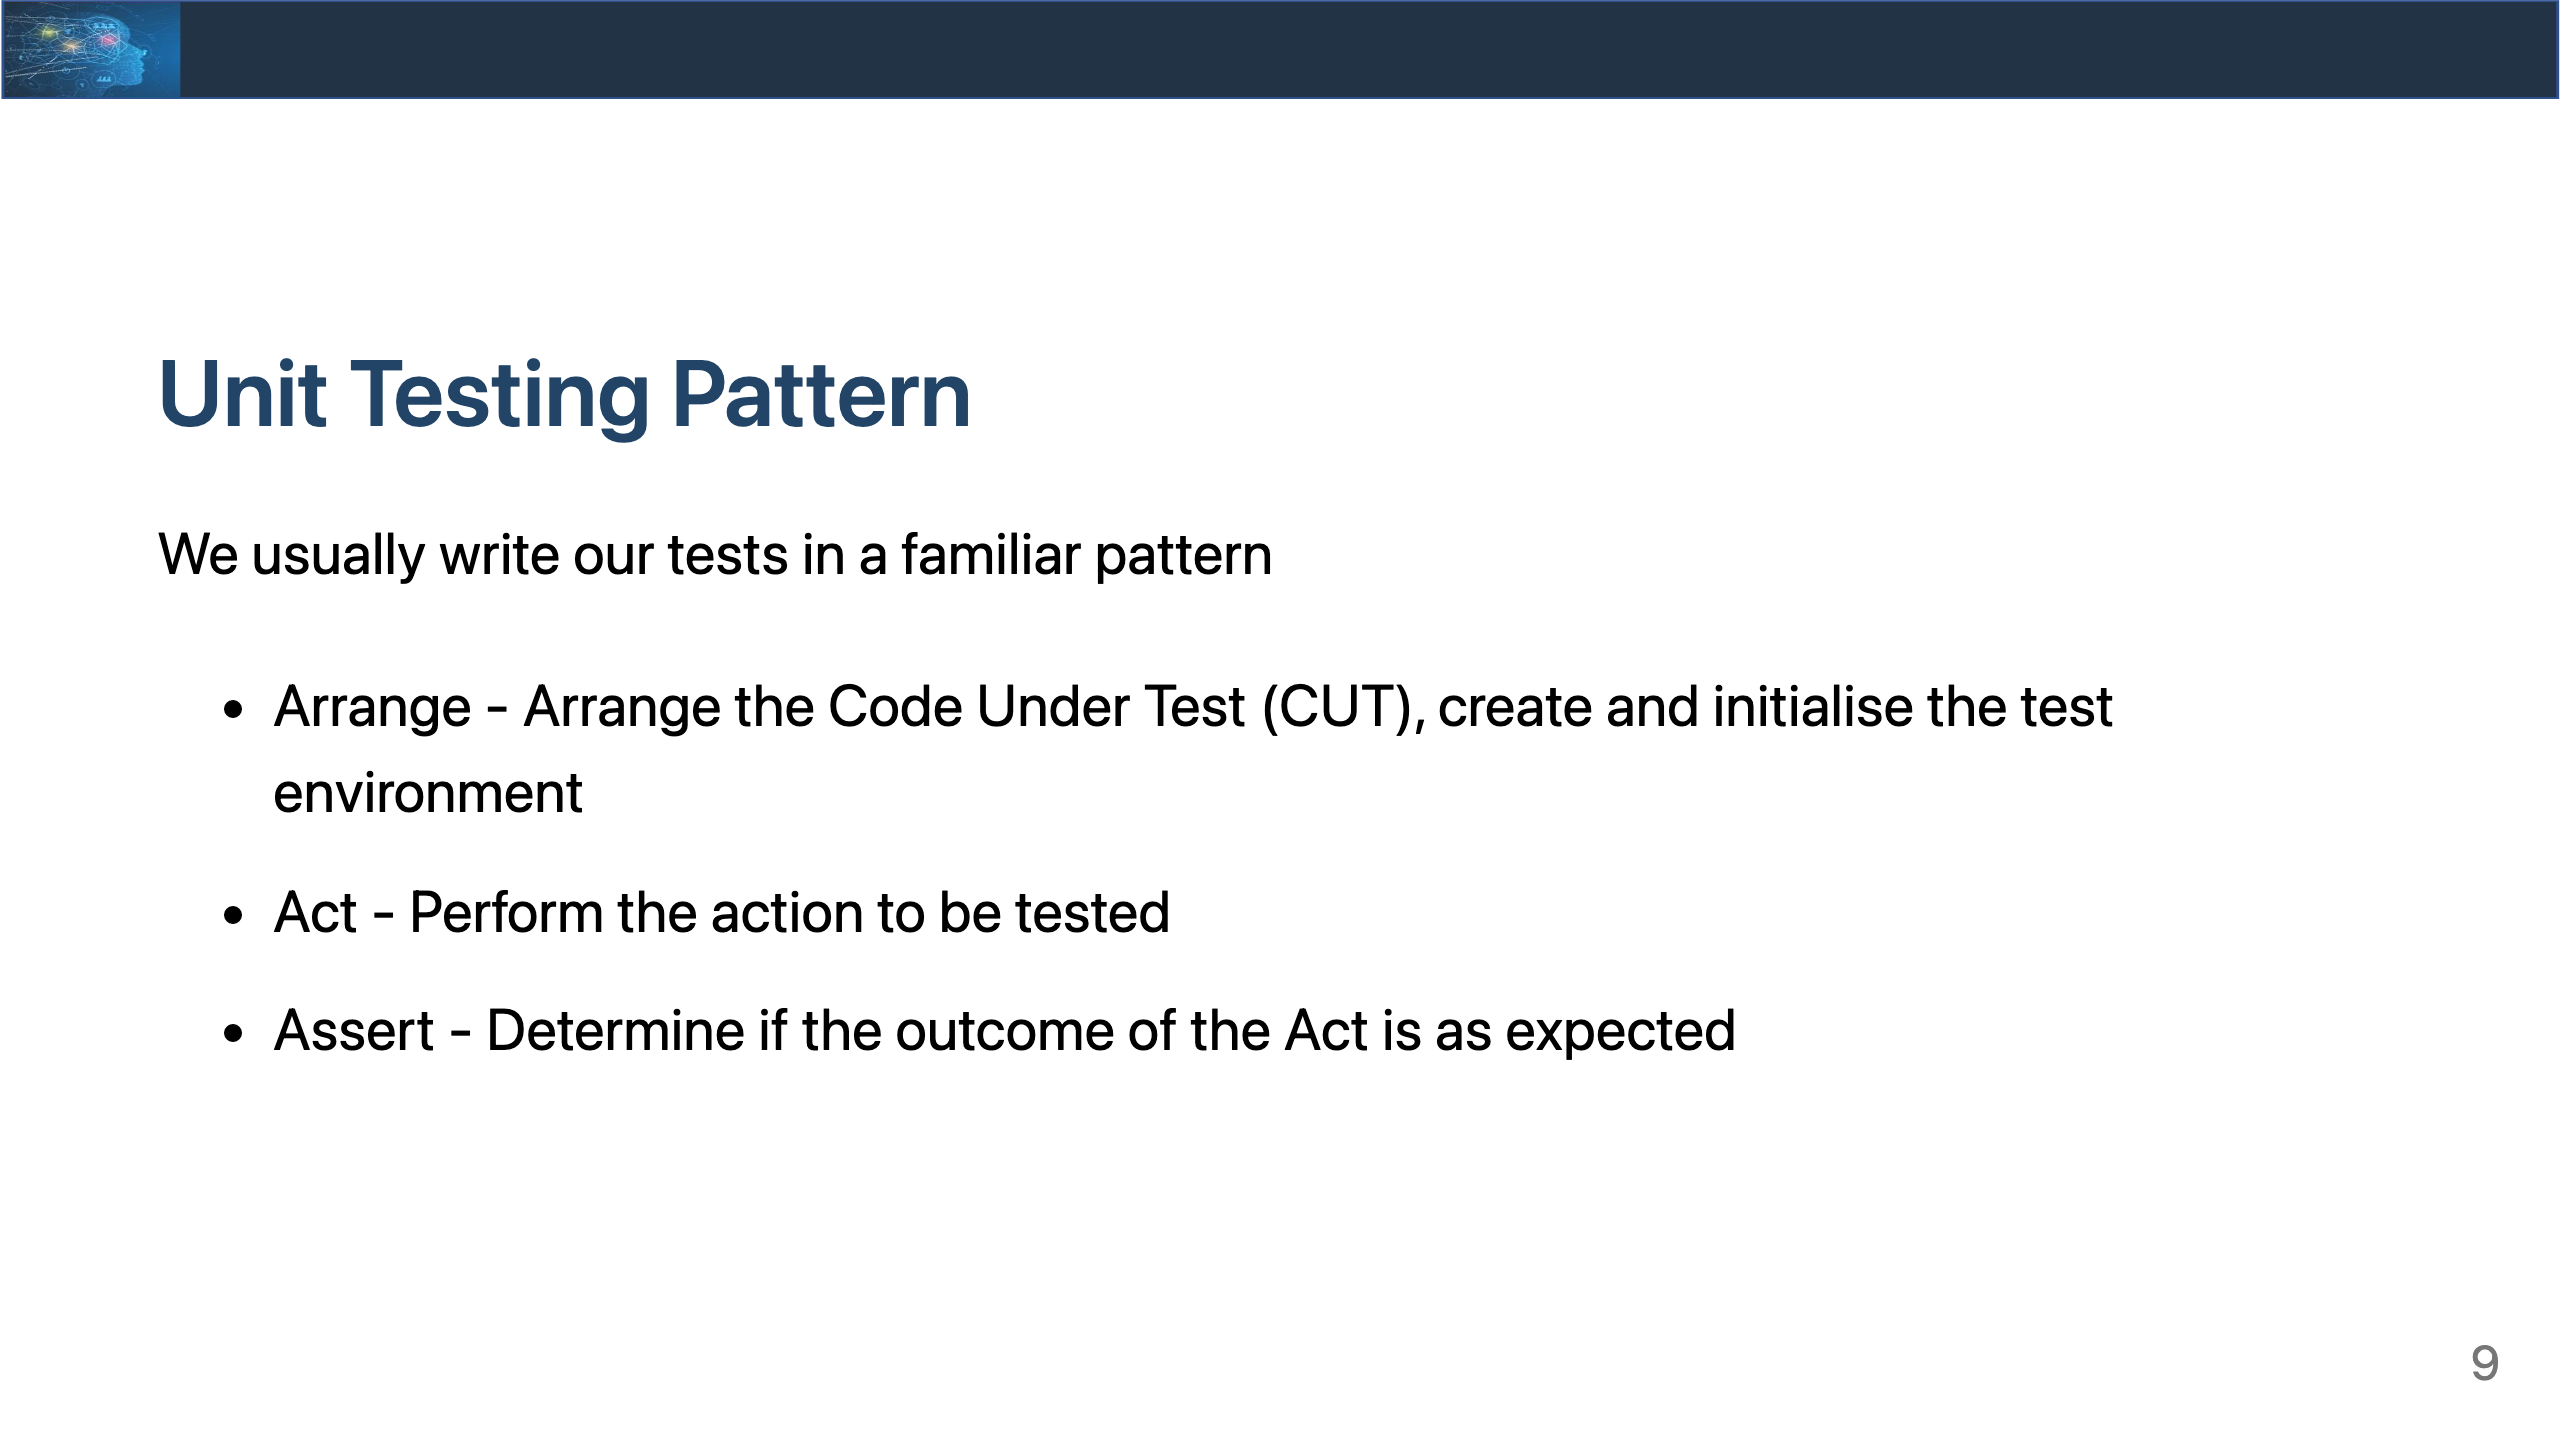 Unit Testing Pattern
We usually write our tests in a familiar pattern
• Arrange - Arrange the Code Under Test (CUT), create and initialise the test
environment
• Act - Perform the action to be tested
• Assert - Determine if the outcome of the Act is as expected
9